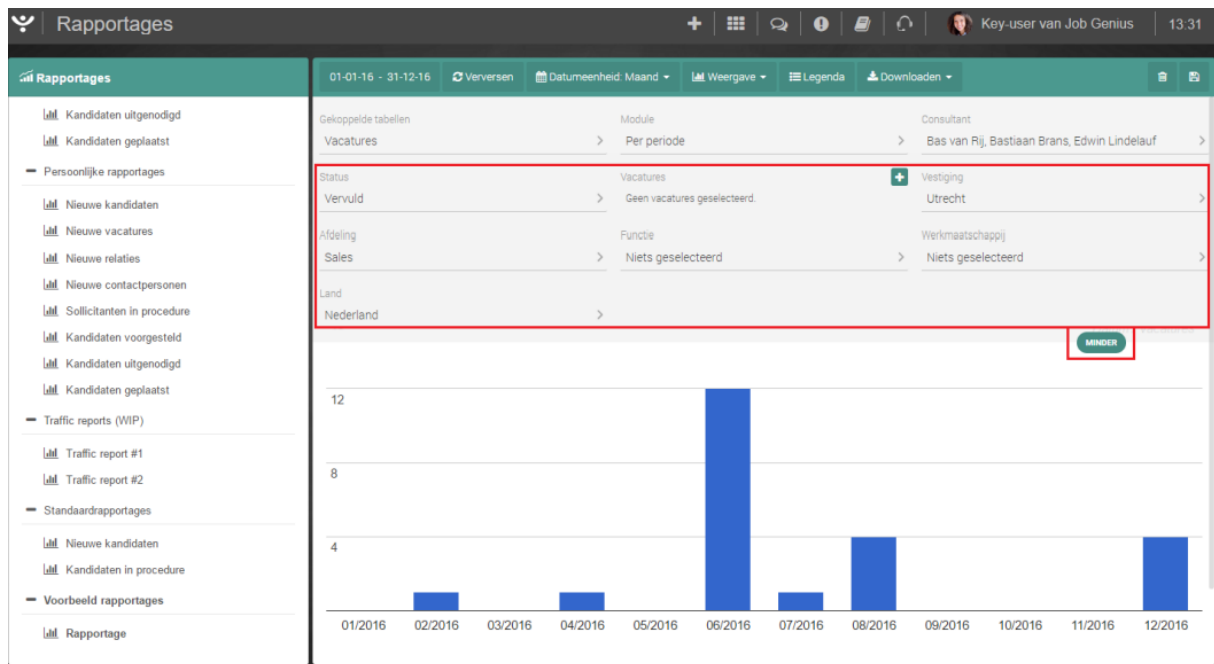 Rapportages
Key-user van Job Genius
13:31
Rapportages
Kandidaten uitgenodigd
Kandidaten geplaatst
Persoonlijke rapportages
Nieuwe kandidaten
Nieuwe vacatures
Nieuwe relaties
Nieuwe contactpersonen
Sollicitanten in procedure
Kandidaten voorgesteld
Kandidaten uitgenodigd
Kandidaten geplaatst
Traffic reports (WIP)
Traffic report #1
Traffic report #2
Standaardrapportages
Nieuwe kandidaten
Kandidaten in procedure
Voorbeeld rapportages
Rapportage
01-01-16 - 31-12-16 Verversen Datumeenheid: Maand Weergave Legenda Downloaden
Gekoppelde tabellen Module Consultant
Vacatures Per periode Bas van Rij, Bastiaan Brans, Edwin Lindelauf
Status Vacatures Vestiging
Vervuld Geen vacatures geselecteerd. Utrecht
Afdeling Functie Werkmaatschappij
Sales Niets geselecteerd Niets geselecteerd
Land
Nederland
MINDER
12
8
4
01/2016 02/2016 03/2016 04/2016 05/2016 06/2016 07/2016 08/2016 09/2016 10/2016 11/2016 12/2016